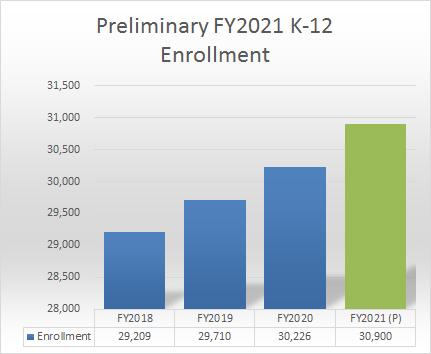 Preliminary FY2021 K-12
Enrollment
31,500
31,000
30,500
30,000
29,500
29,000
28,500
28,000
FY2018 FY2019 FY2020 FY2021 (P)
Enrollment 29,209 29,710 30,226 30,900